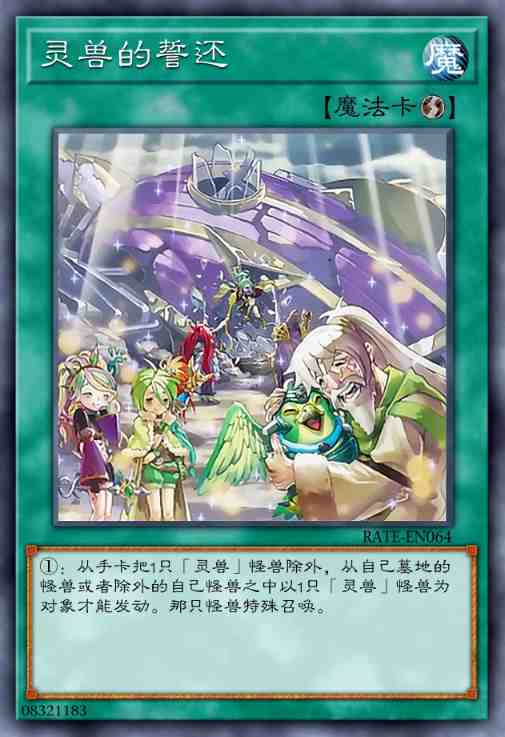 灵兽的誓还
魔
【魔法卡】
RATE-EN064
①：从手卡把1只「灵兽」怪兽除外，从自己墓地的
怪兽或者除外的自己怪兽之中以1只「灵兽」怪兽为
对象才能发动。那只怪兽特殊召唤。
08321183